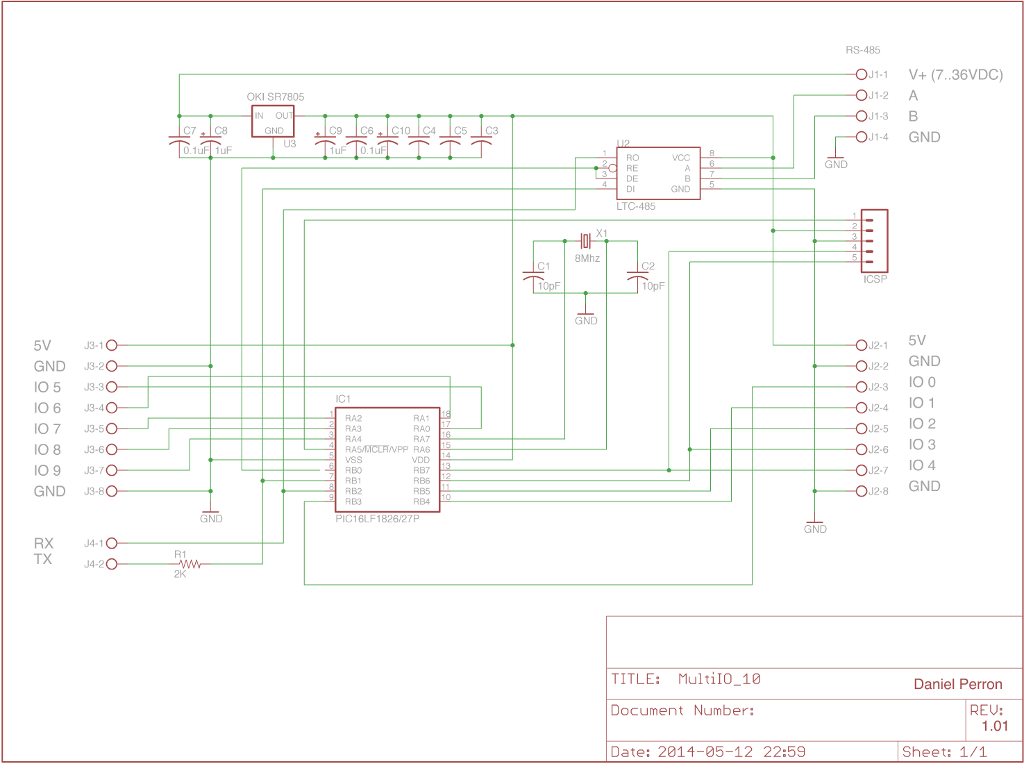 RS-485
J1-1 V+ (7..36VDC)
J1-2 A
J1-3 B
J1-4 GND
GND
OKI SR7805
IN OUT
GND
U3
C7 0.1uF
C8 1uF
C9 1uF
C6 0.1uF
C10 1uF
C4 0.1uF
C5 0.1uF
C3
U2
1 RO VCC 8
2 RE A 6
3 DE B 7
4 DI GND 5
LTC-485
1
2
3
4
5
ICSP
X1
8Mhz
C1
10pF
C2
10pF
GND
5V J3-1
GND J3-2
IO 5 J3-3
IO 6 J3-4
IO 7 J3-5
IO 8 J3-6
IO 9 J3-7
GND J3-8
GND
J2-1 5V
J2-2 GND
J2-3 IO 0
J2-4 IO 1
J2-5 IO 2
J2-6 IO 3
J2-7 IO 4
J2-8 GND
GND
IC1
1 RA2 RA1 18
2 RA3 RA0 17
3 RA4 RA7 16
4 RA5/MCLR/VPP RA6 15
5 VSS VDD 14
6 RB0 RB7 13
7 RB1 RB6 12
8 RB2 RB5 11
9 RB3 RB4 10
PIC16LF1826/27P
RX J4-1
TX J4-2
R1
2K
TITLE: MultiIO_10
Daniel Perron
Document Number:
REV:
1.01
Date: 2014-05-12 22:59
Sheet: 1/1